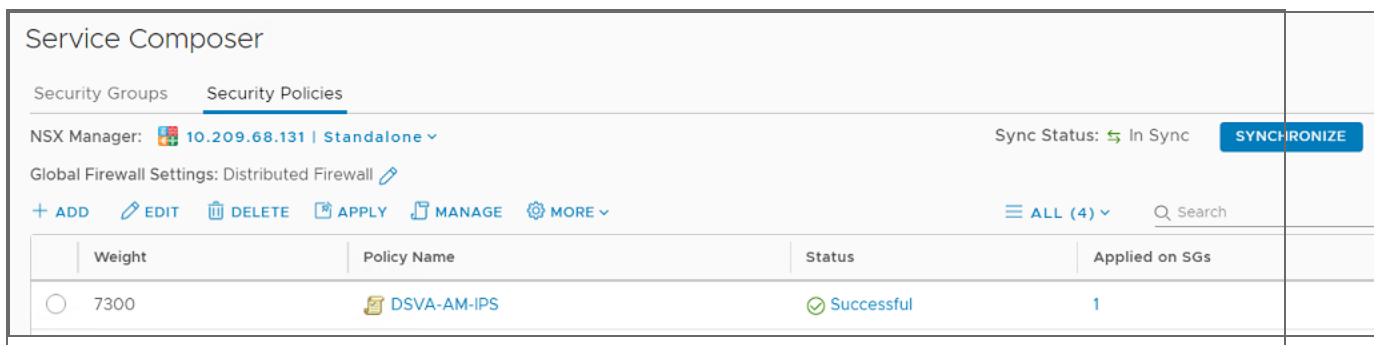 Service Composer
Security Groups Security Policies
NSX Manager: 10.209.68.131 | Standalone Sync Status: In Sync SYNCHRONIZE
Global Firewall Settings: Distributed Firewall
ADD EDIT DELETE APPLY MANAGE MORE ALL (4) Search
Weight Policy Name Status Applied on SGs
7300 DSVA-AM-IPS Successful 1